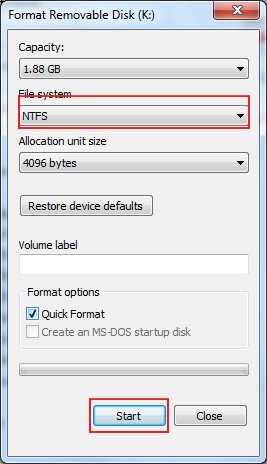 Format Removable Disk (K:)
Capacity:
1.88 GB
File system
NTFS
Allocation unit size
4096 bytes
Restore device defaults
Volume label
Format options
Quick Format
Create an MS-DOS startup disk
Start Close